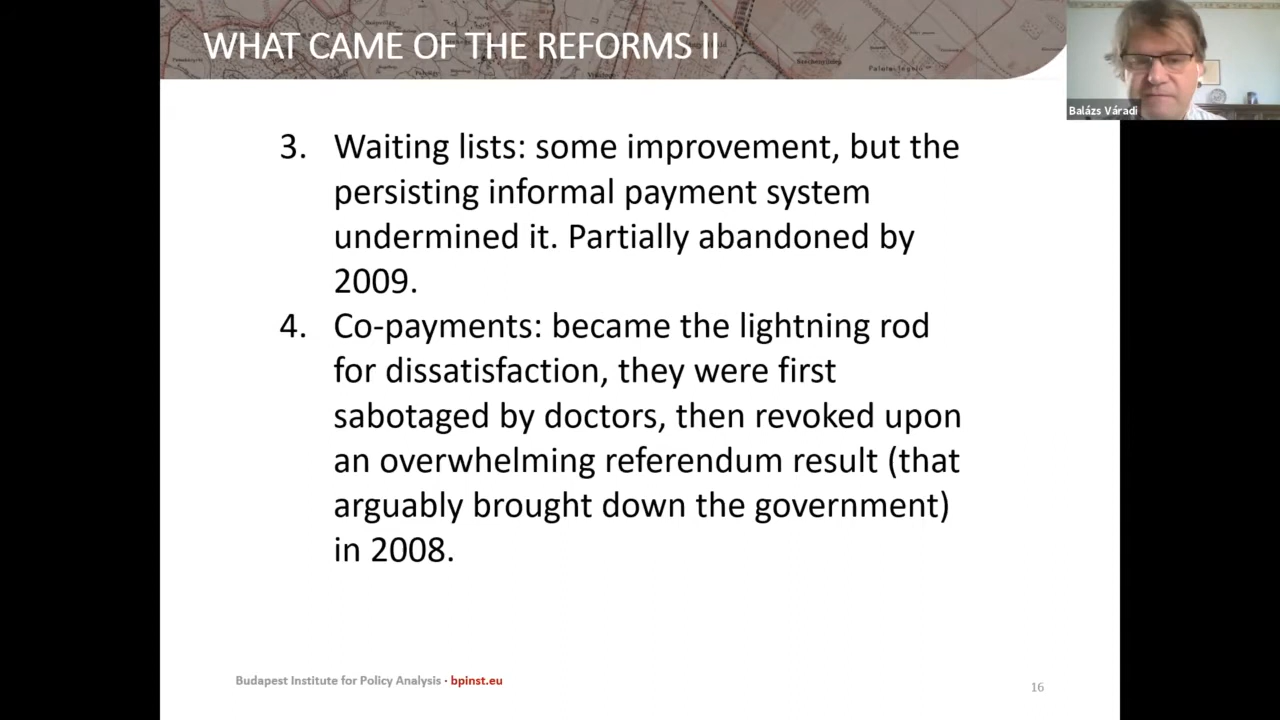 WHAT CAME OF THE REFORMS II
Balázs Váradi
3. Waiting lists: some improvement, but the
persisting informal payment system
undermined it. Partially abandoned by
2009.
4. Co-payments: became the lightning rod
for dissatisfaction, they were first
sabotaged by doctors, then revoked upon
an overwhelming referendum result (that
arguably brought down the government)
in 2008.
Budapest Institute for Policy Analysis · bpinst.eu
16